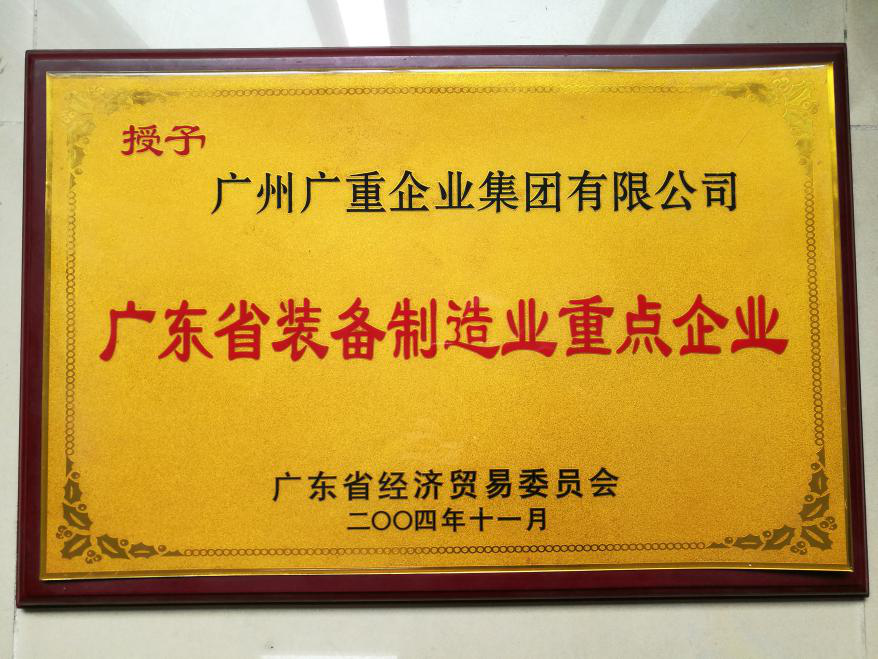 授予
广州广重企业集团有限公司
广东省装备制造业重点企业
广东省经济贸易委员会
二〇〇四年十一月